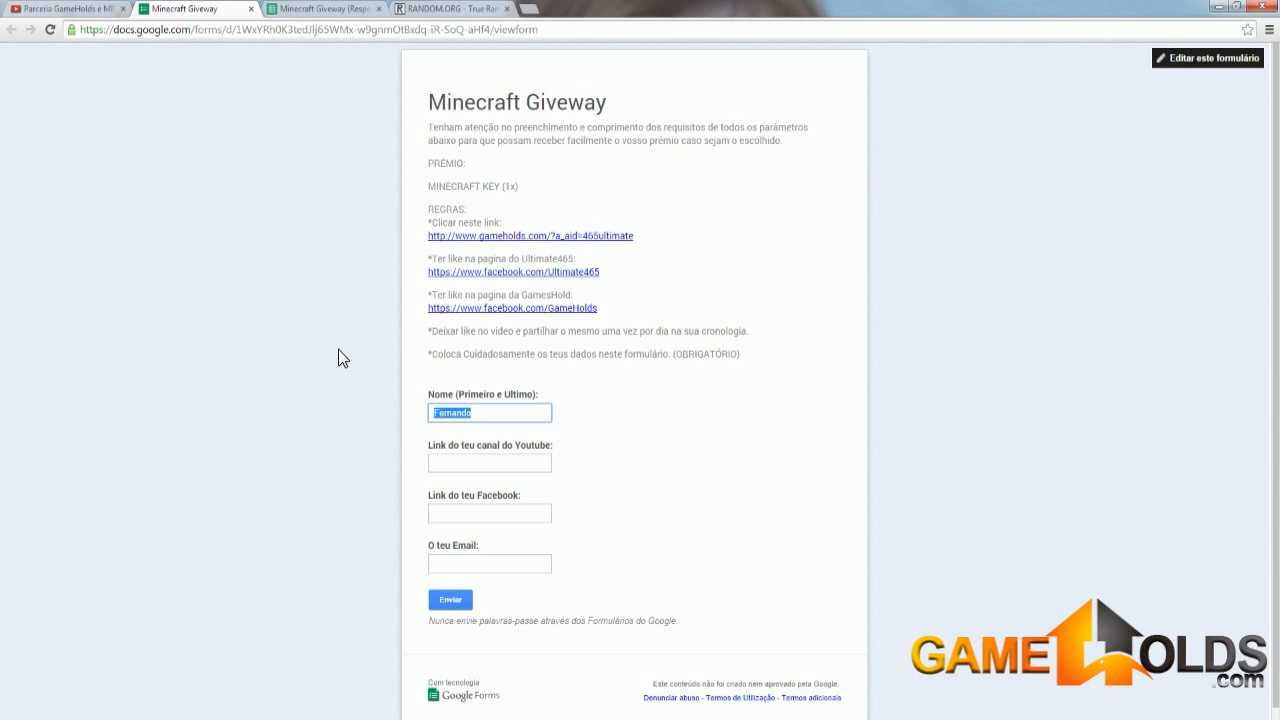 Parceria GameHolds e MI
Minecraft Giveway
Minecraft Giveway (Respo
RANDOM.ORG - True Ran
https://docs.google.com/forms/d/1WxYRh0K3tedJlj65WMx-w9gnmOtBxdq-iR-SoQ-aHf4/viewform
Editar este formulário
Minecraft Giveway
Tenham atenção no preenchimento e comprimento dos requisitos de todos os parâmetros
abaixo para que possam receber facilmente o vosso prémio caso sejam o escolhido.
PRÉMIO:
MINECRAFT KEY (1x)
REGRAS:
*Clicar neste link:
http://www.gameholds.com/?a_aid=465ultimate
*Ter like na pagina do Ultimate465:
https://www.facebook.com/Ultimate465
*Ter like na pagina da GamesHold:
https://www.facebook.com/GameHolds
*Deixar like no video e partilhar o mesmo uma vez por dia na sua cronologia.
*Coloca Cuidadosamente os teus dados neste formulário. (OBRIGATÓRIO)
Nome (Primeiro e Ultimo):
Fernando
Link do teu canal do Youtube:
Link do teu Facebook:
O teu Email:
Enviar
Nunca envie palavras-passe através dos Formulários do Google.
Com tecnologia
Google Forms
Este conteúdo não foi criado nem aprovado pela Google.
Denunciar abuso - Termos de Utilização - Termos adicionais
GAMEHOLDS
.com